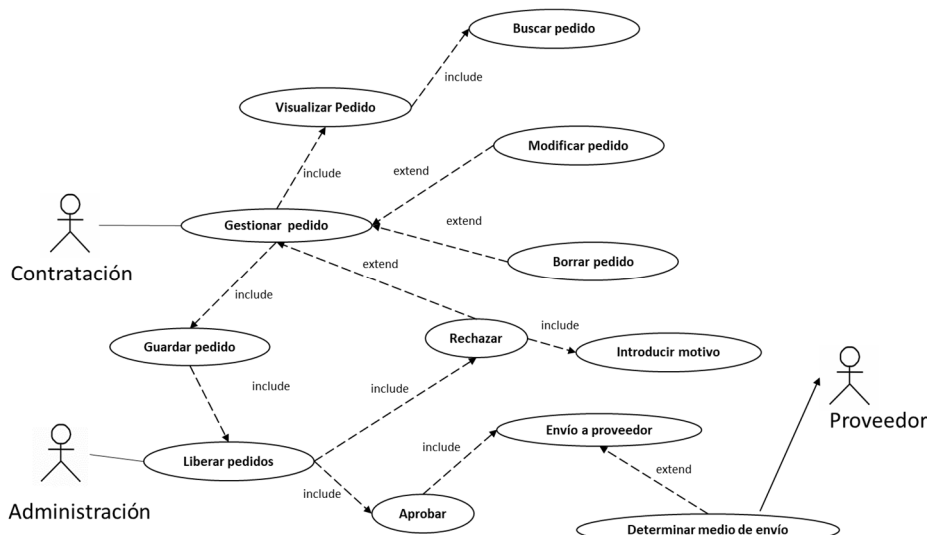 Buscar pedido
include
Visualizar Pedido
Modificar pedido
include
extend
Gestionar pedido
extend
Contratación
Borrar pedido
extend
include
Rechazar
include
Guardar pedido
Introducir motivo
include
include
Proveedor
Envío a proveedor
include
Liberar pedidos
extend
include
Administración
Aprobar
Determinar medio de envío